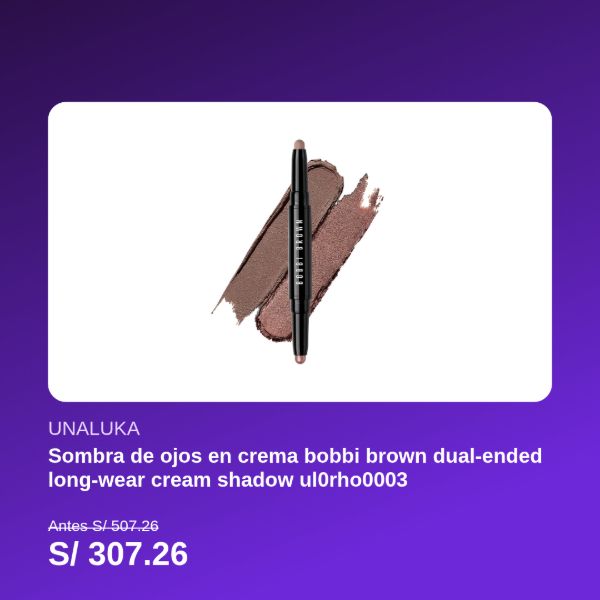 BOBBI BROWN
UNALUKA
Sombra de ojos en crema bobbi brown dual-ended
long-wear cream shadow ul0rho0003
Antes S/ 507.26
S/ 307.26